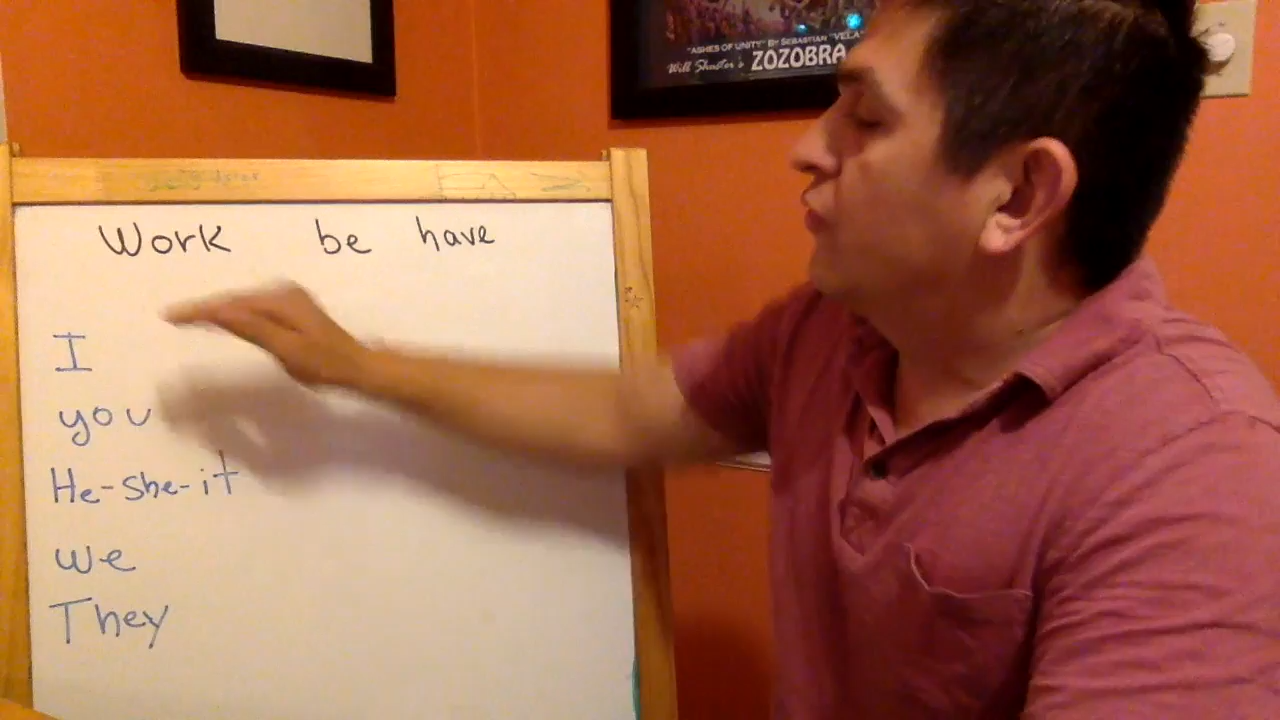 "ASHES OF UNITY" BY SEBASTIAN "VELA"
Will Shuster's ZOZOBRA
Work be have
I
you
He-she-it
we
They